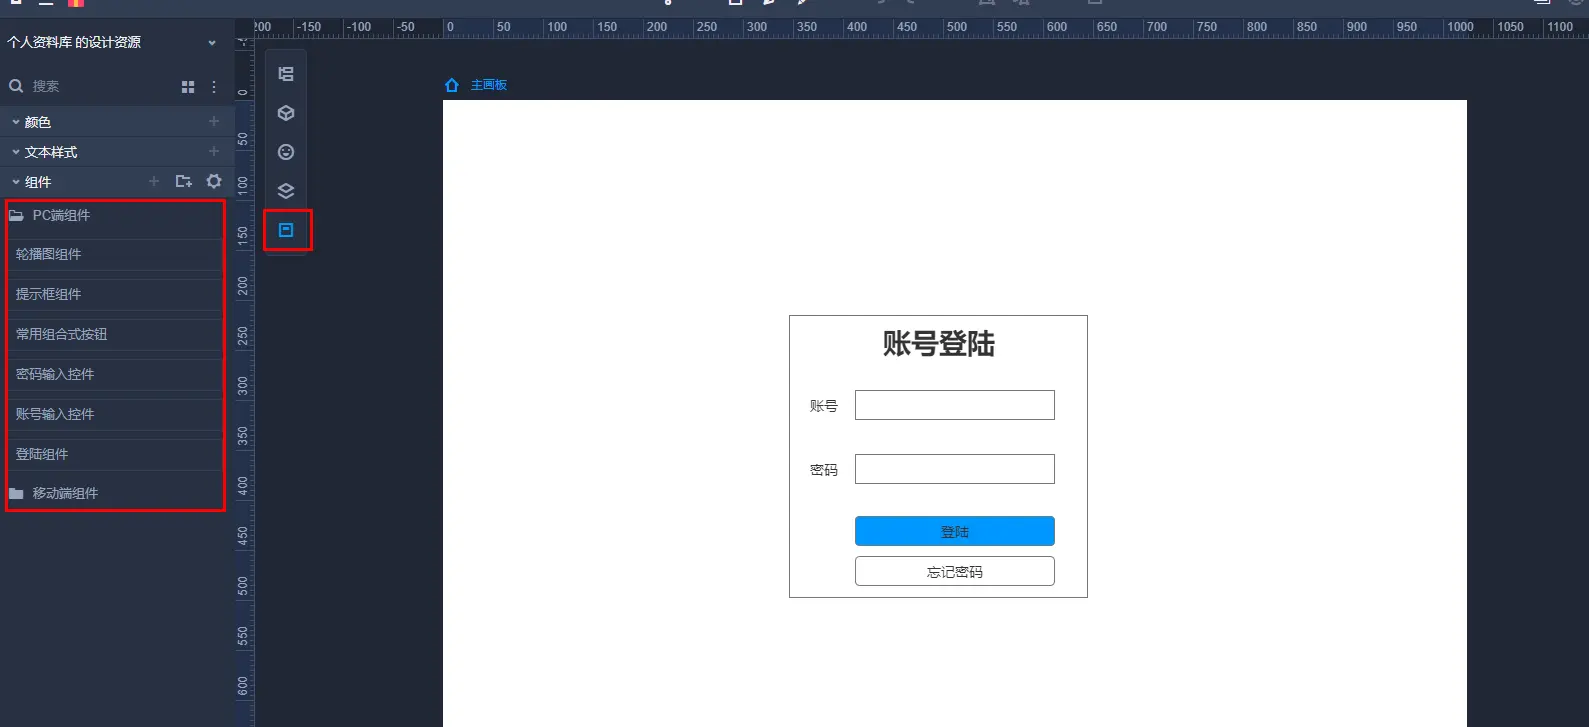 个人资料库 的设计资源
搜索
颜色
文本样式
组件
PC端组件
轮播图组件
提示框组件
常用组合式按钮
密码输入控件
账号输入控件
登陆组件
移动端组件
200 -150 -100 -50 0 50 100 150 200 250 300 350 400 450 500 550 600 650 700 750 800 850 900 950 1000 1050 1100
0
50
100
150
200
250
300
350
400
450
500
550
600
主画板
账号登陆
账号
密码
登陆
忘记密码